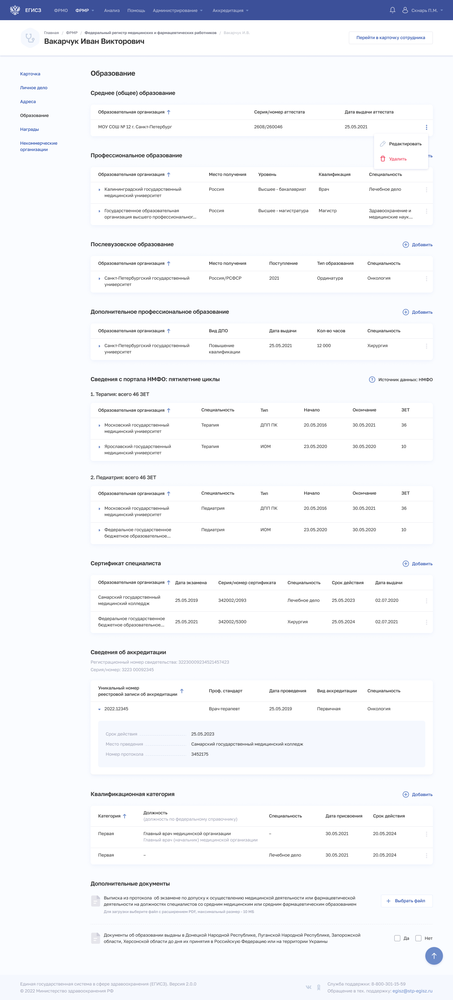 ЕГИСЗ ФРМО ФРМР Анализ Помощь Администрирование Аккредитация Скнарь П.М.
Главная / ФРМР / Федеральный регистр медицинских и фармацевтических работников / Вакарчук И.В.
Вакарчук Иван Викторович
Перейти в карточку сотрудника
Карточка
Личное дело
Адреса
Образование
Награды
Некоммерческие
организации
Образование
Среднее (общее) образование
Образовательная организация Серия/номер аттестата Дата выдачи аттестата
МОУ СОШ № 12 г. Санкт-Петербург 2608/260046 25.05.2021
Редактировать
Удалить
Профессиональное образование ть
Образовательная организация Место получения Уровень Квалификация Специальность
Калининградский государственный Россия Высшее - бакалавриат Врач Лечебное дело
медицинский университет
Государственное образовательная Россия Высшее - магистратура Магистр Здравоохранение и
организация высшего профессиональног... медицинские наук...
Послевузовское образование Добавить
Образовательная организация Место получения Поступление Тип образования Специальность
Санкт-Петербургский государственный Россия/РСФСР 2021 Ординатура Онкология
университет
Дополнительное профессиональное образование Добавить
Образовательная организация Вид ДПО Дата выдачи Кол-во часов Специальность
Санкт-Петербургский государственный Повышение 25.05.2021 12 000 Хирургия
университет квалификации
Сведения с портала НМФО: пятилетние циклы ? Источник данных: НМФО
1. Терапия: всего 46 ЗЕТ
Образовательная организация Специальность Тип Начало Окончание ЗЕТ
Московский государственный Терапия ДПП ПК 20.05.2016 30.05.2021 36
медицинский университет
Ярославский государственный Терапия ИОМ 23.05.2020 30.05.2020 10
медицинский университет
2. Педиатрия: всего 46 ЗЕТ
Образовательная организация Специальность Тип Начало Окончание ЗЕТ
Московский государственный Педиатрия ДПП ПК 20.05.2016 30.05.2021 36
медицинский университет
Федеральное государственное Педиатрия ИОМ 23.05.2020 30.05.2020 10
бюджетное образовательное...
Сертификат специалиста Добавить
Образовательная организация Дата экзамена Серия/номер сертификата Специальность Срок действия Дата выдачи
Самарский государственный
медицинский колледдж 25.05.2019 342002/2093 Лечебное дело 25.05.2023 02.07.2020
Федеральное государственное
бюджетное образовательное... 25.05.2021 342002/5300 Хирургия 25.05.2024 02.07.2021
Сведения об аккредитации
Регистрационный номер свидетельства: 32230009234521457423
Серия/номер: 3223 00092345
Уникальный номер
реестровой записи об аккредитации Проф. стандарт Дата проведения Вид аккредитации Специальность
2022.12345 Врач-терапевт 25.05.2019 Первичная Онкология
Срок действия 25.05.2023
Место прведения Самарский государственный медицинский колледж
Номер протокола 3452175
Квалификационная категория Добавить
Категория Должность Специальность Дата присвоения Срок действия
(должность по федеральному справочнику)
Первая Главный врач медицинской организации – 30.05.2021 20.05.2024
Главный врач (начальник) медицинской организации
Первая – Лечебное дело 30.05.2021 20.05.2024
Дополнительные документы
Выписка из протокола об экзамене по допуску к осуществлению медицинской деятельности или фармацевтической
деятельности на должностях специалистов со средним медицинским или средним фармацевтическим образованием
Для загрузки выберите файл с расширением PDF, максимальный размер - 10 МБ
Выбрать файл
Документы об образовании выданы в Донецкой Народной Республике, Луганской Народной Республике, Запорожской
области, Херсонской области до дня их принятия в Российскую Федерацию или на территории Украины
Да Нет
Единая государственная система в сфере здравоохранения (ЕГИСЗ). Версия 2.0.0
© 2022 Министерство здравоохранения РФ
Служба поддержки: 8-800-301-15-59
Обращение в тех. поддержку: egisz@stp-egisz.ru